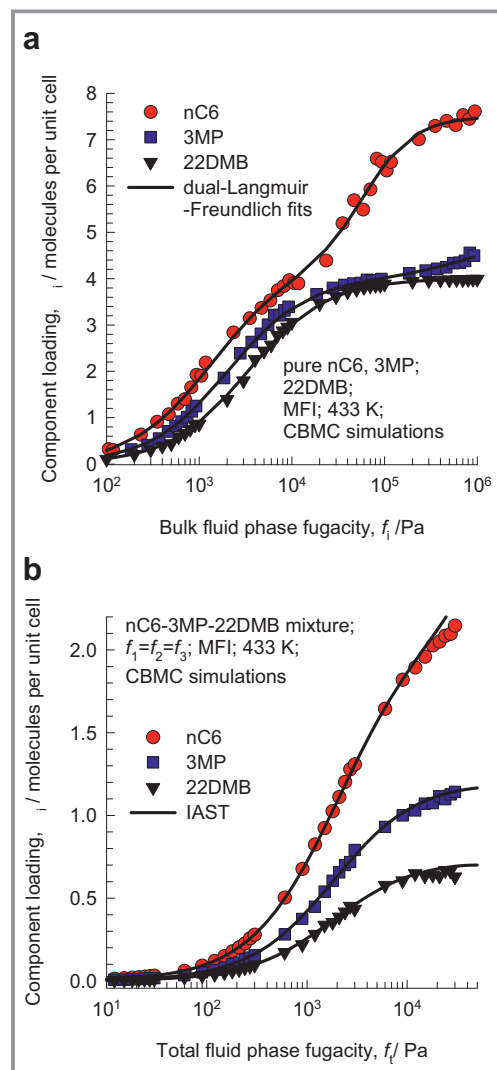 a
Component loading, i / molecules per unit cell
8
7
6
5
4
3
2
1
0
nC6
3MP
22DMB
dual-Langmuir
-Freundlich fits
pure nC6, 3MP;
22DMB;
MFI; 433 K;
CBMC simulations
10² 10³ 10⁴ 10⁵ 10⁶
Bulk fluid phase fugacity, fᵢ /Pa
b
Component loading, i / molecules per unit cell
2.0
1.5
1.0
0.5
0.0
nC6-3MP-22DMB mixture;
f₁=f₂=f₃; MFI; 433 K;
CBMC simulations
nC6
3MP
22DMB
IAST
10¹ 10² 10³ 10⁴
Total fluid phase fugacity, fₜ/ Pa